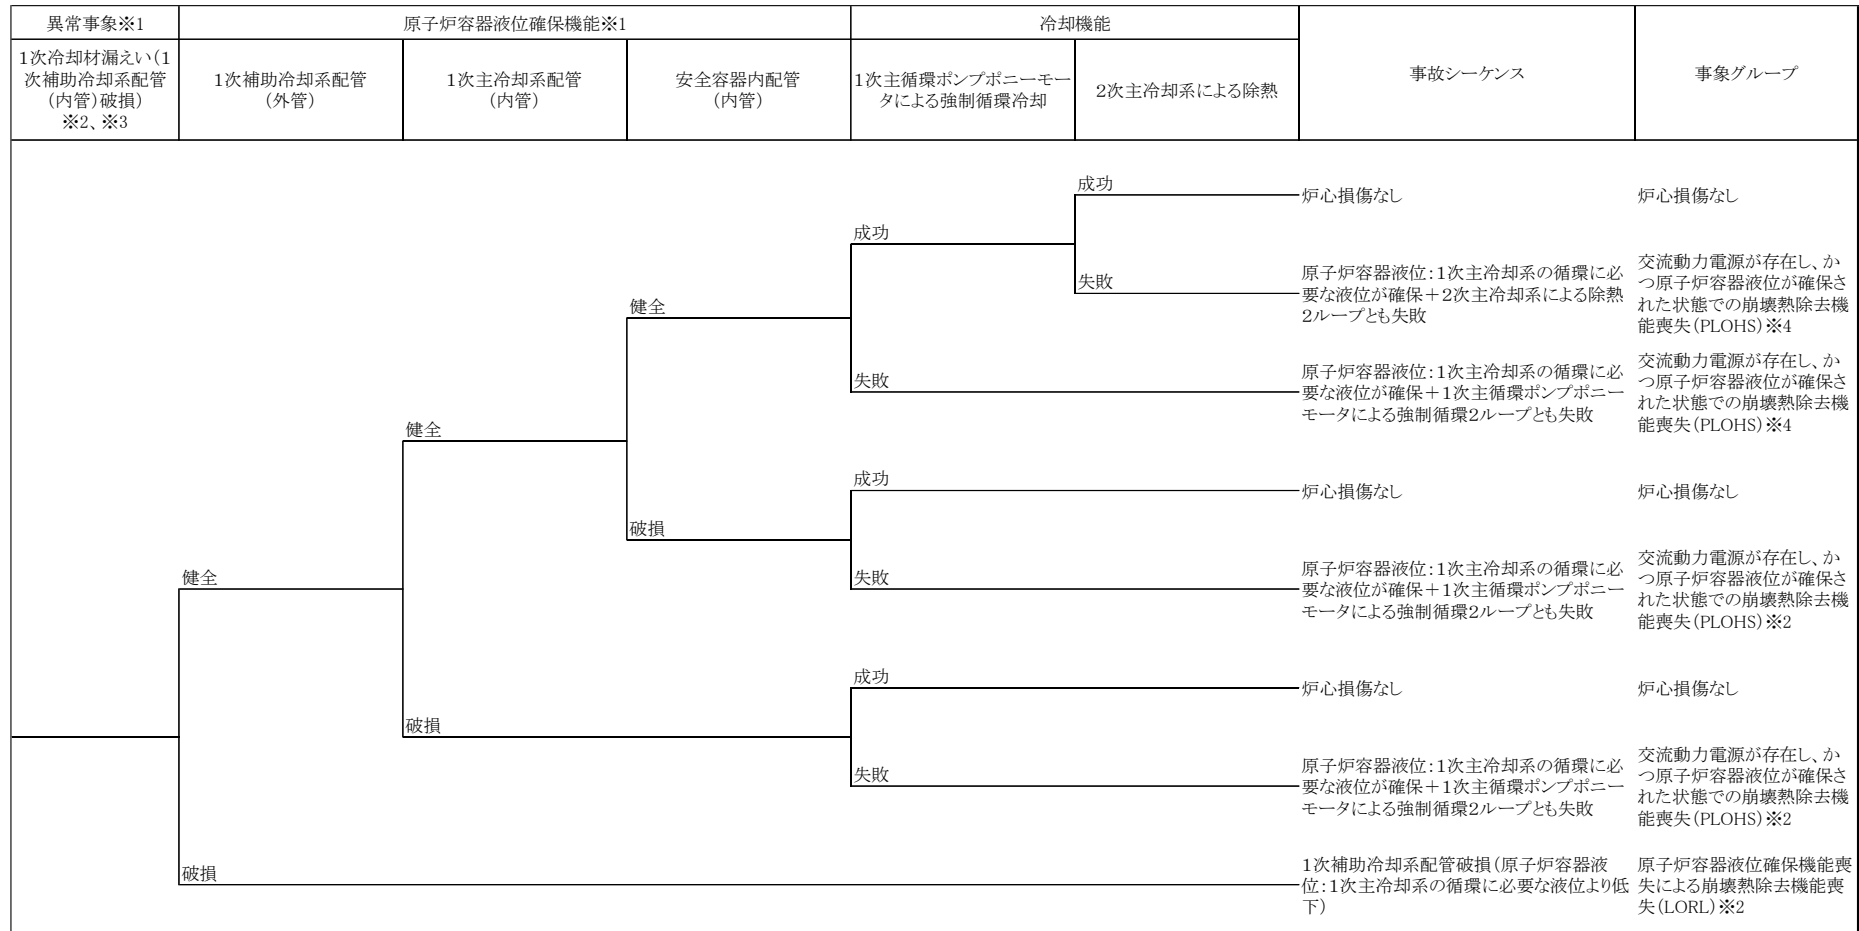 異常事象※1
原子炉容器液位確保機能※1
冷却機能
事故シーケンス
事象グループ
1次冷却材漏えい(1
次補助冷却系配管
(内管)破損)
※2、※3
1次補助冷却系配管
(外管)
1次主冷却系配管
(内管)
安全容器内配管
(内管)
1次主循環ポンプポニーモー
タによる強制循環冷却
2次主冷却系による除熱
成功
炉心損傷なし
炉心損傷なし
成功
失敗
原子炉容器液位:1次主冷却系の循環に必
要な液位が確保+2次主冷却系による除熱
2ループとも失敗
交流動力電源が存在し、か
つ原子炉容器液位が確保さ
れた状態での崩壊熱除去機
能喪失(PLOHS)※4
健全
失敗
原子炉容器液位:1次主冷却系の循環に必
要な液位が確保+1次主循環ポンプポニー
モータによる強制循環2ループとも失敗
交流動力電源が存在し、か
つ原子炉容器液位が確保さ
れた状態での崩壊熱除去機
能喪失(PLOHS)※4
健全
成功
炉心損傷なし
炉心損傷なし
破損
失敗
原子炉容器液位:1次主冷却系の循環に必
要な液位が確保+1次主循環ポンプポニー
モータによる強制循環2ループとも失敗
交流動力電源が存在し、か
つ原子炉容器液位が確保さ
れた状態での崩壊熱除去機
能喪失(PLOHS)※2
健全
成功
炉心損傷なし
炉心損傷なし
破損
失敗
原子炉容器液位:1次主冷却系の循環に必
要な液位が確保+1次主循環ポンプポニー
モータによる強制循環2ループとも失敗
交流動力電源が存在し、か
つ原子炉容器液位が確保さ
れた状態での崩壊熱除去機
能喪失(PLOHS)※2
破損
1次補助冷却系配管破損(原子炉容器液
位:1次主冷却系の循環に必要な液位より低
下)
原子炉容器液位確保機能喪
失による崩壊熱除去機能喪
失(LORL)※2